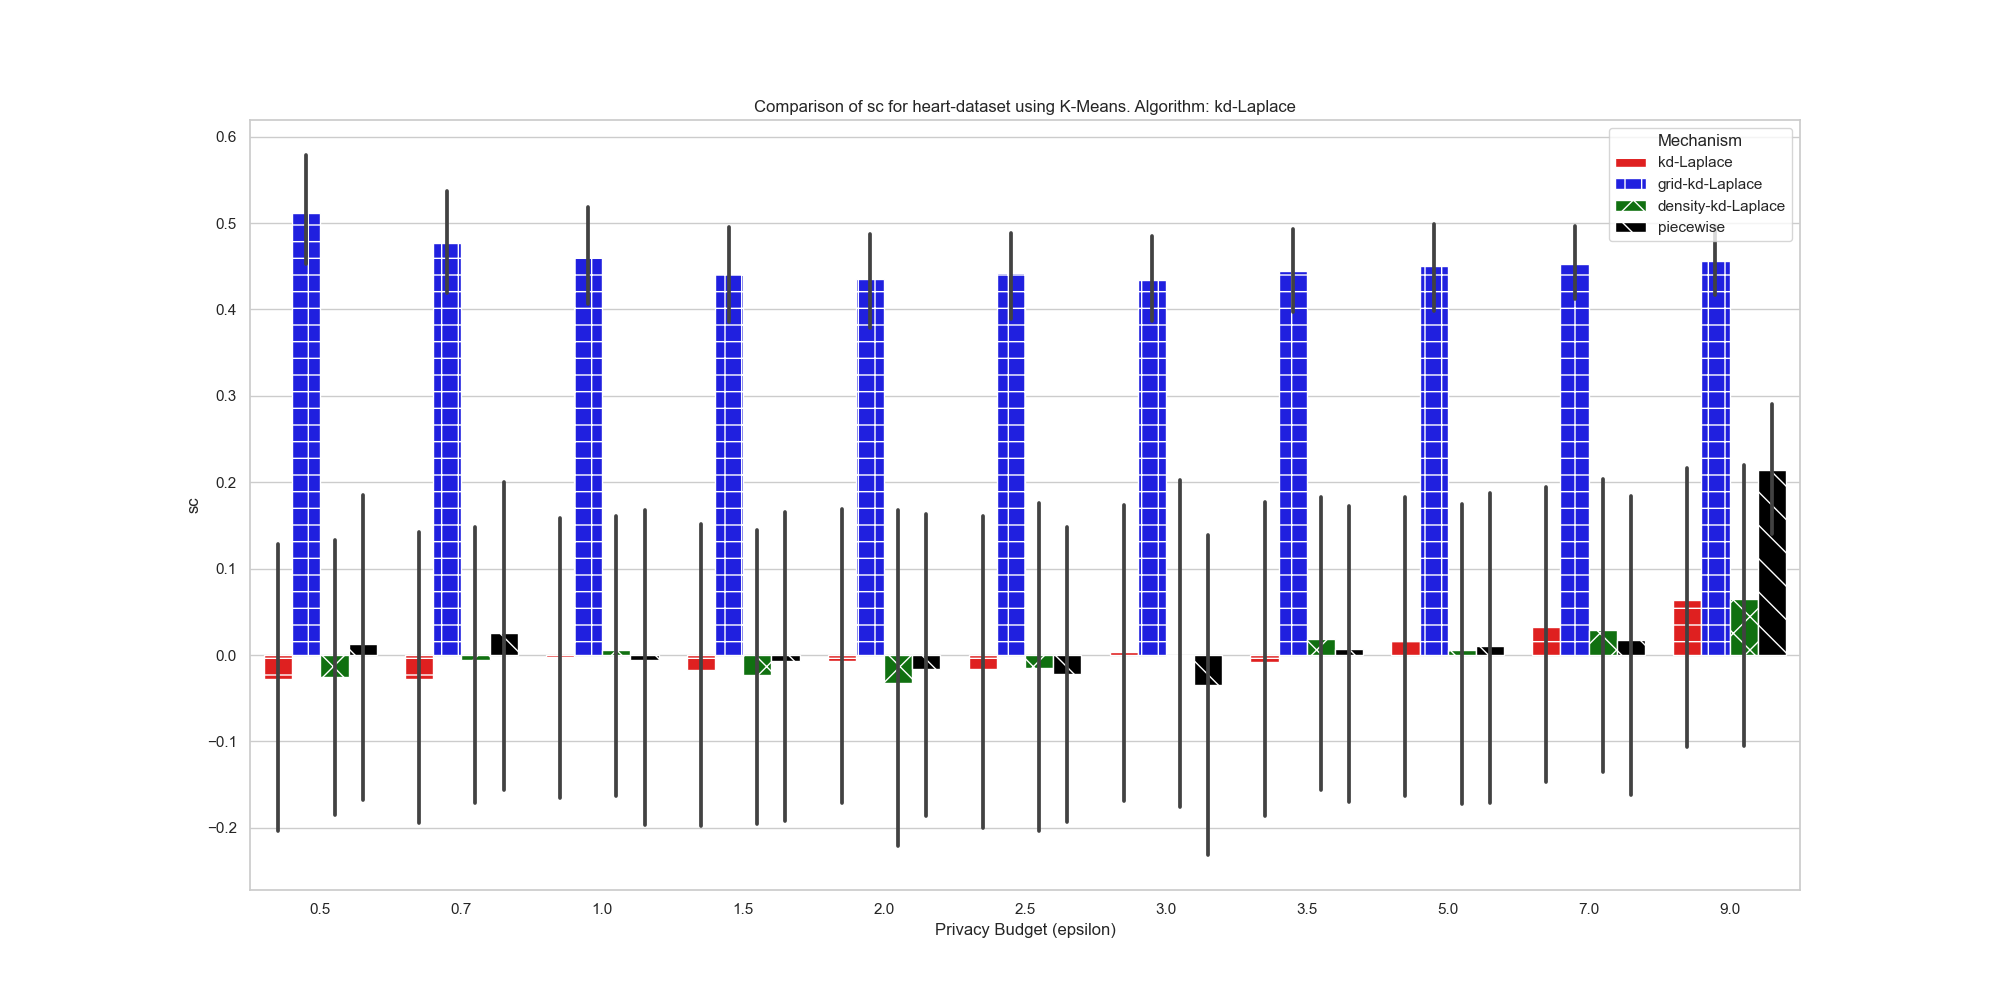 Comparison of sc for heart-dataset using K-Means. Algorithm: kd-Laplace
Mechanism
kd-Laplace
grid-kd-Laplace
density-kd-Laplace
piecewise
sc
0.6
0.5
0.4
0.3
0.2
0.1
0.0
−0.1
−0.2
0.5 0.7 1.0 1.5 2.0 2.5 3.0 3.5 5.0 7.0 9.0
Privacy Budget (epsilon)